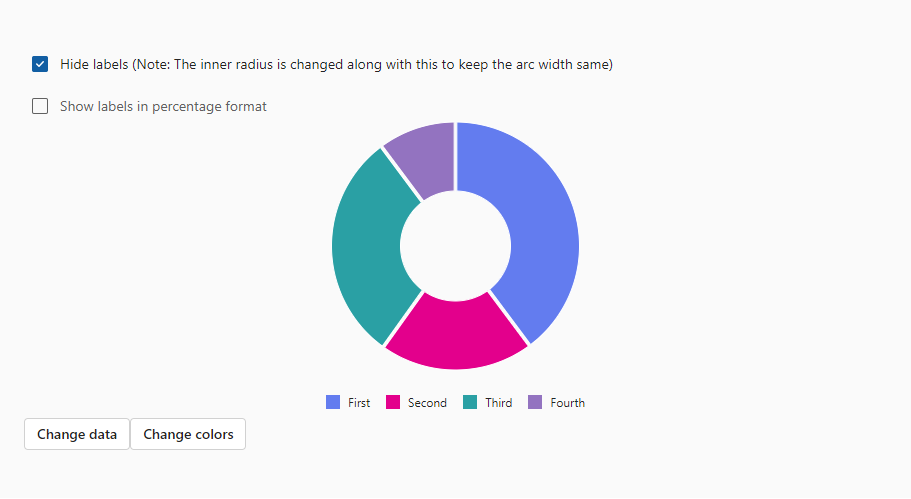 Hide labels (Note: The inner radius is changed along with this to keep the arc width same)
Show labels in percentage format
First Second Third Fourth
Change data Change colors